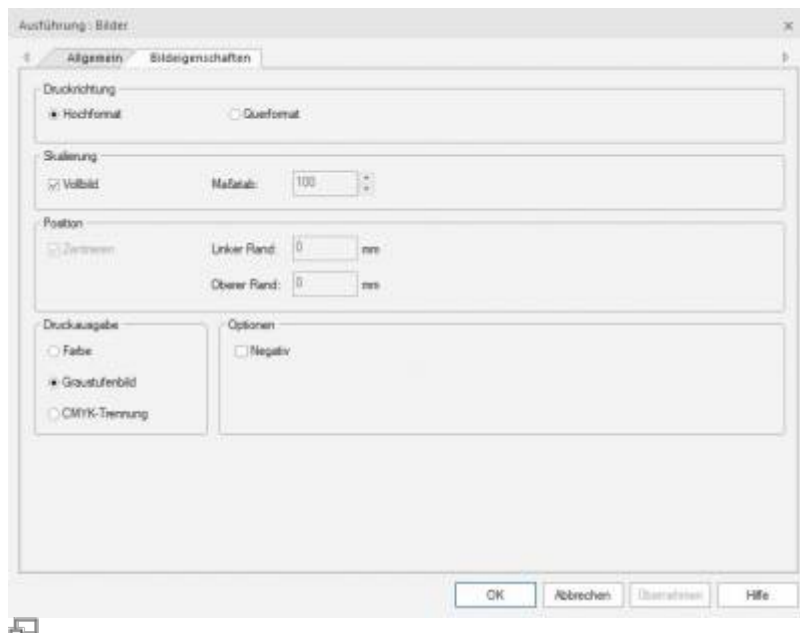 Ausführung : Bilder
Allgemein Bildeigenschaften
Druckrichtung
Hochformat Querformat
Skalierung
Vollbild Maßstab: 100
Position
Zentrieren Linker Rand: 0 mm
Oberer Rand: 0 mm
Druckausgabe Optionen
Farbe Negativ
Graustufenbild
CMYK-Trennung
OK Abbrechen Übernehmen Hilfe